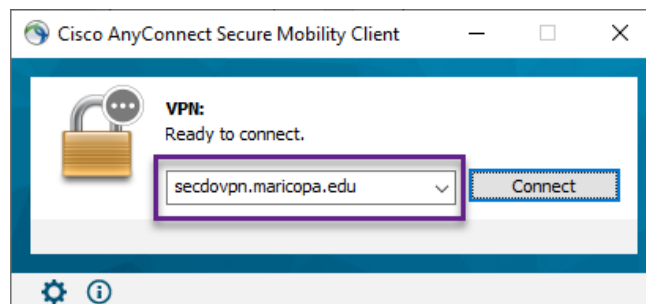 Cisco AnyConnect Secure Mobility Client
VPN:
Ready to connect.
secdovpn.maricopa.edu
Connect